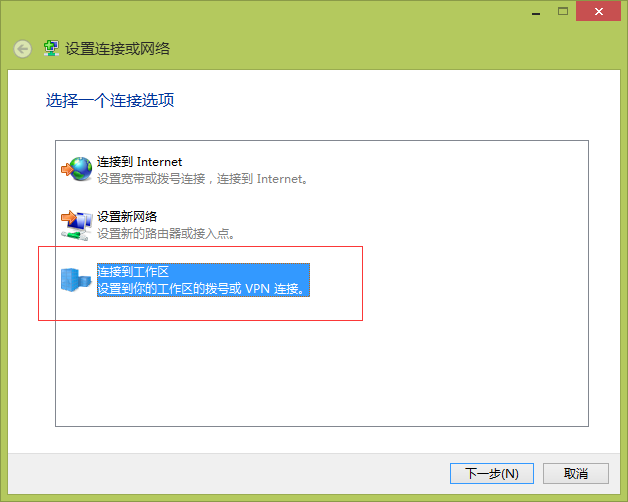 设置连接或网络
选择一个连接选项
连接到 Internet
设置宽带或拨号连接，连接到 Internet。
设置新网络
设置新的路由器或接入点。
连接到工作区
设置到你的工作区的拨号或 VPN 连接。
下一步(N)
取消